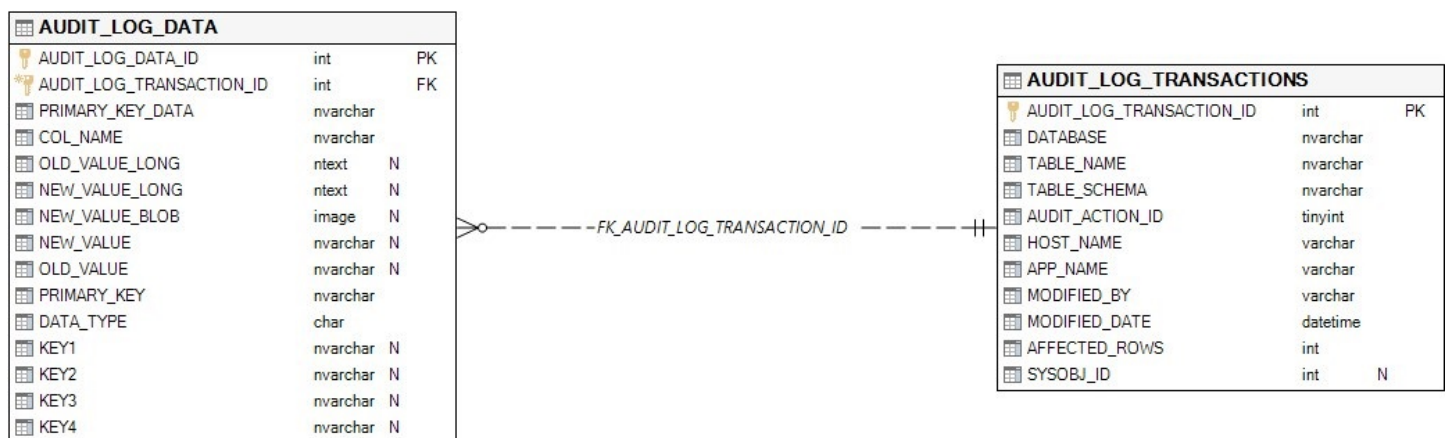 AUDIT_LOG_DATA
AUDIT_LOG_DATA_ID int PK
AUDIT_LOG_TRANSACTION_ID int FK
PRIMARY_KEY_DATA nvarchar
COL_NAME nvarchar
OLD_VALUE_LONG ntext N
NEW_VALUE_LONG ntext N
NEW_VALUE_BLOB image N
NEW_VALUE nvarchar N
OLD_VALUE nvarchar N
PRIMARY_KEY nvarchar
DATA_TYPE char
KEY1 nvarchar N
KEY2 nvarchar N
KEY3 nvarchar N
KEY4 nvarchar N
FK_AUDIT_LOG_TRANSACTION_ID
AUDIT_LOG_TRANSACTIONS
AUDIT_LOG_TRANSACTION_ID int PK
DATABASE nvarchar
TABLE_NAME nvarchar
TABLE_SCHEMA nvarchar
AUDIT_ACTION_ID tinyint
HOST_NAME varchar
APP_NAME varchar
MODIFIED_BY varchar
MODIFIED_DATE datetime
AFFECTED_ROWS int
SYSOBJ_ID int N